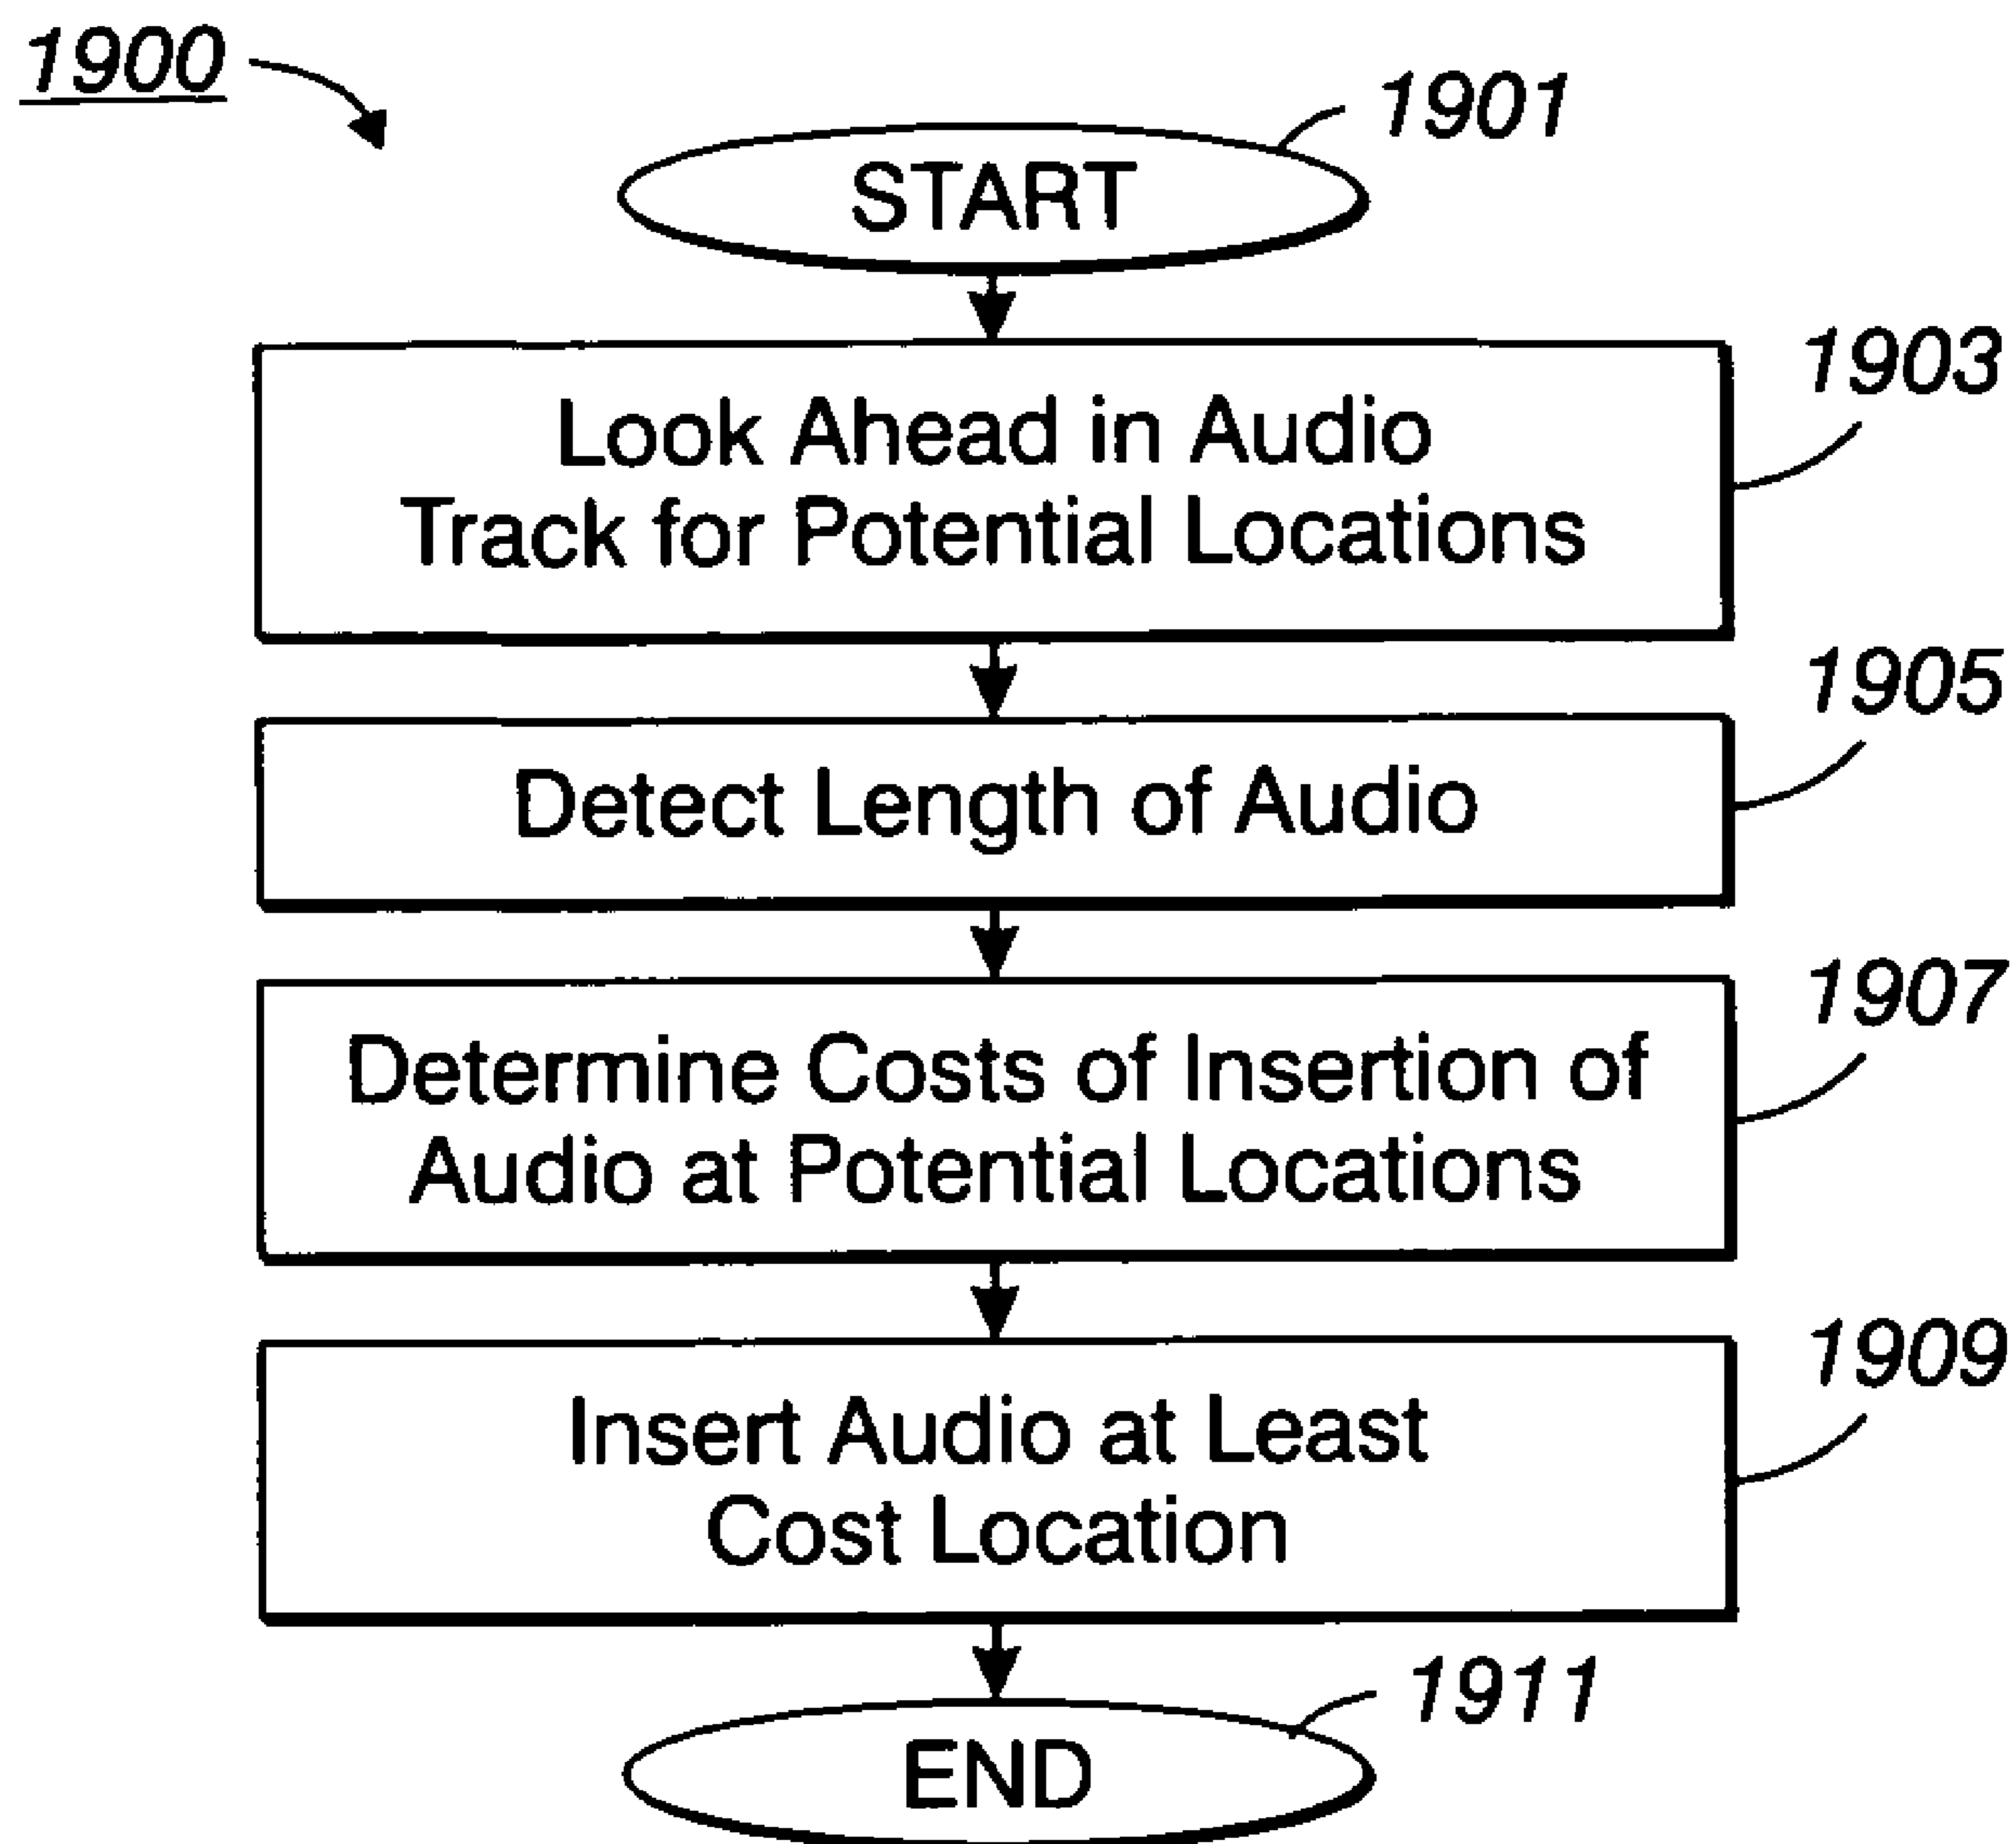 1900
1901
START
1903
Look Ahead in Audio
Track for Potential Locations
1905
Detect Length of Audio
1907
Determine Costs of Insertion of
Audio at Potential Locations
1909
Insert Audio at Least
Cost Location
1911
END